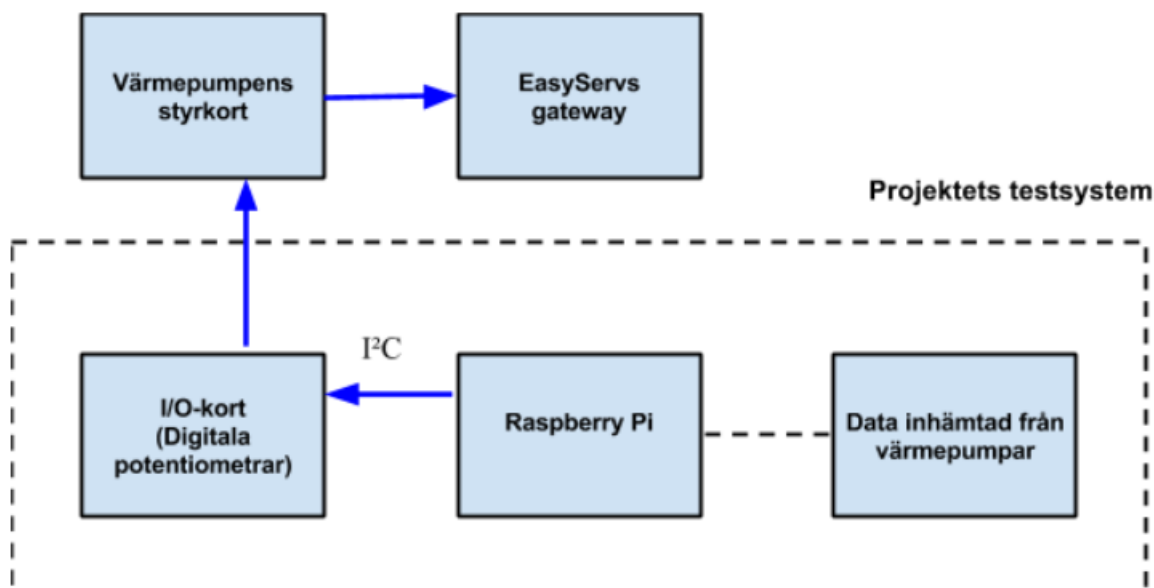 Värmepumpens
styrkort
EasyServs
gateway
Projektets testsystem
I²C
I/O-kort
(Digitala
potentiometrar)
Raspberry Pi
Data inhämtad från
värmepumpar